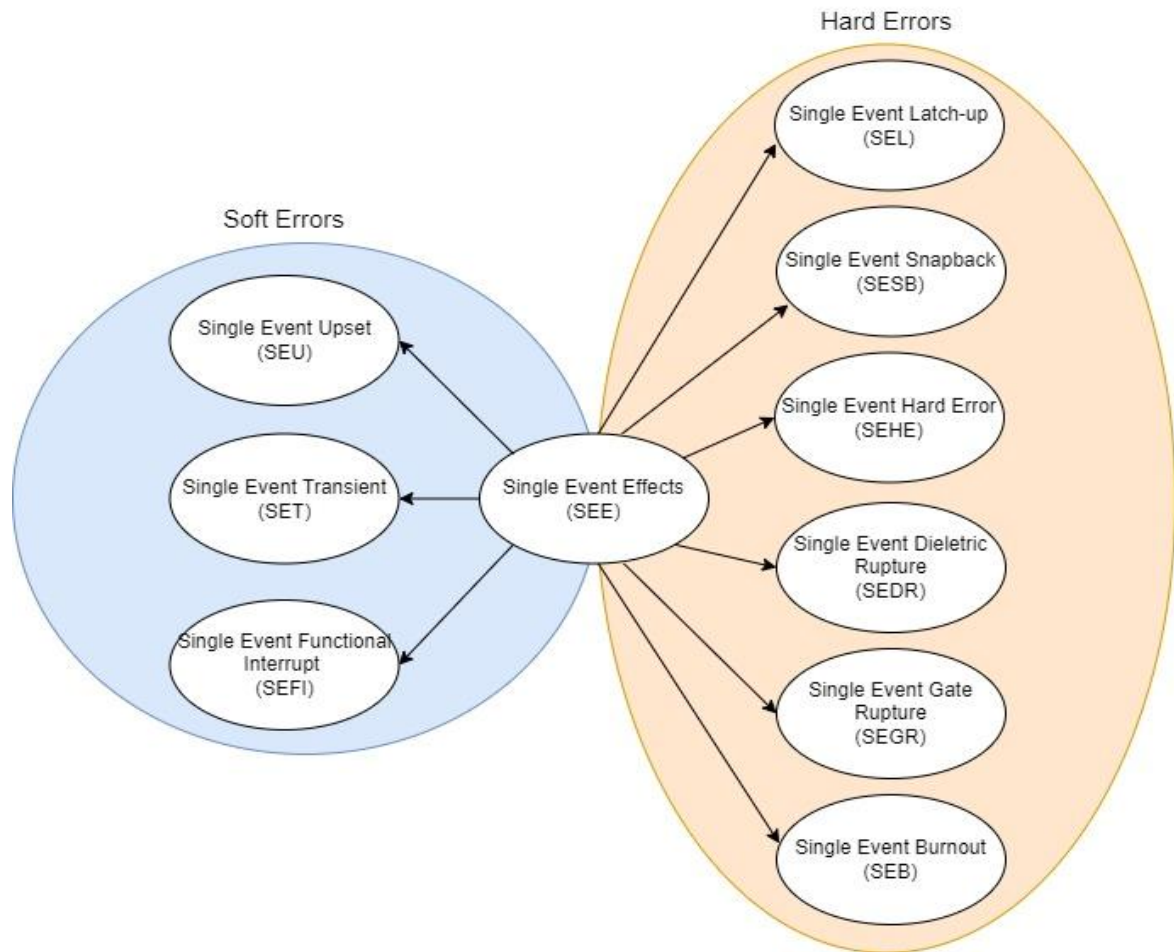 Hard Errors
Single Event Latch-up
(SEL)
Single Event Snapback
(SESB)
Single Event Hard Error
(SEHE)
Single Event Dieletric
Rupture
(SEDR)
Single Event Gate
Rupture
(SEGR)
Single Event Burnout
(SEB)
Soft Errors
Single Event Upset
(SEU)
Single Event Transient
(SET)
Single Event Functional
Interrupt
(SEFI)
Single Event Effects
(SEE)